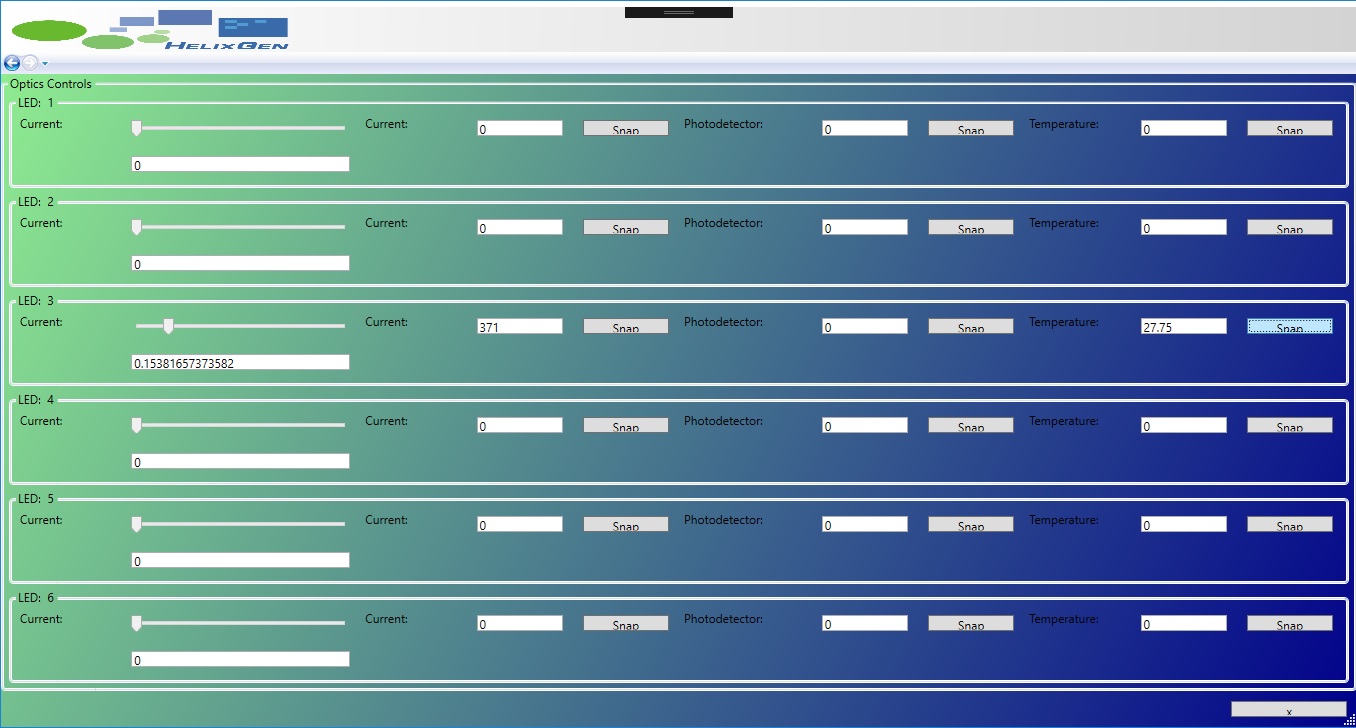 HelixGen
Optics Controls
LED: 1
Current: Current: 0 Snap Photodetector: 0 Snap Temperature: 0 Snap
0
LED: 2
Current: Current: 0 Snap Photodetector: 0 Snap Temperature: 0 Snap
0
LED: 3
Current: Current: 371 Snap Photodetector: 0 Snap Temperature: 27.75 Snap
0.15381657373582
LED: 4
Current: Current: 0 Snap Photodetector: 0 Snap Temperature: 0 Snap
0
LED: 5
Current: Current: 0 Snap Photodetector: 0 Snap Temperature: 0 Snap
0
LED: 6
Current: Current: 0 Snap Photodetector: 0 Snap Temperature: 0 Snap
0
x